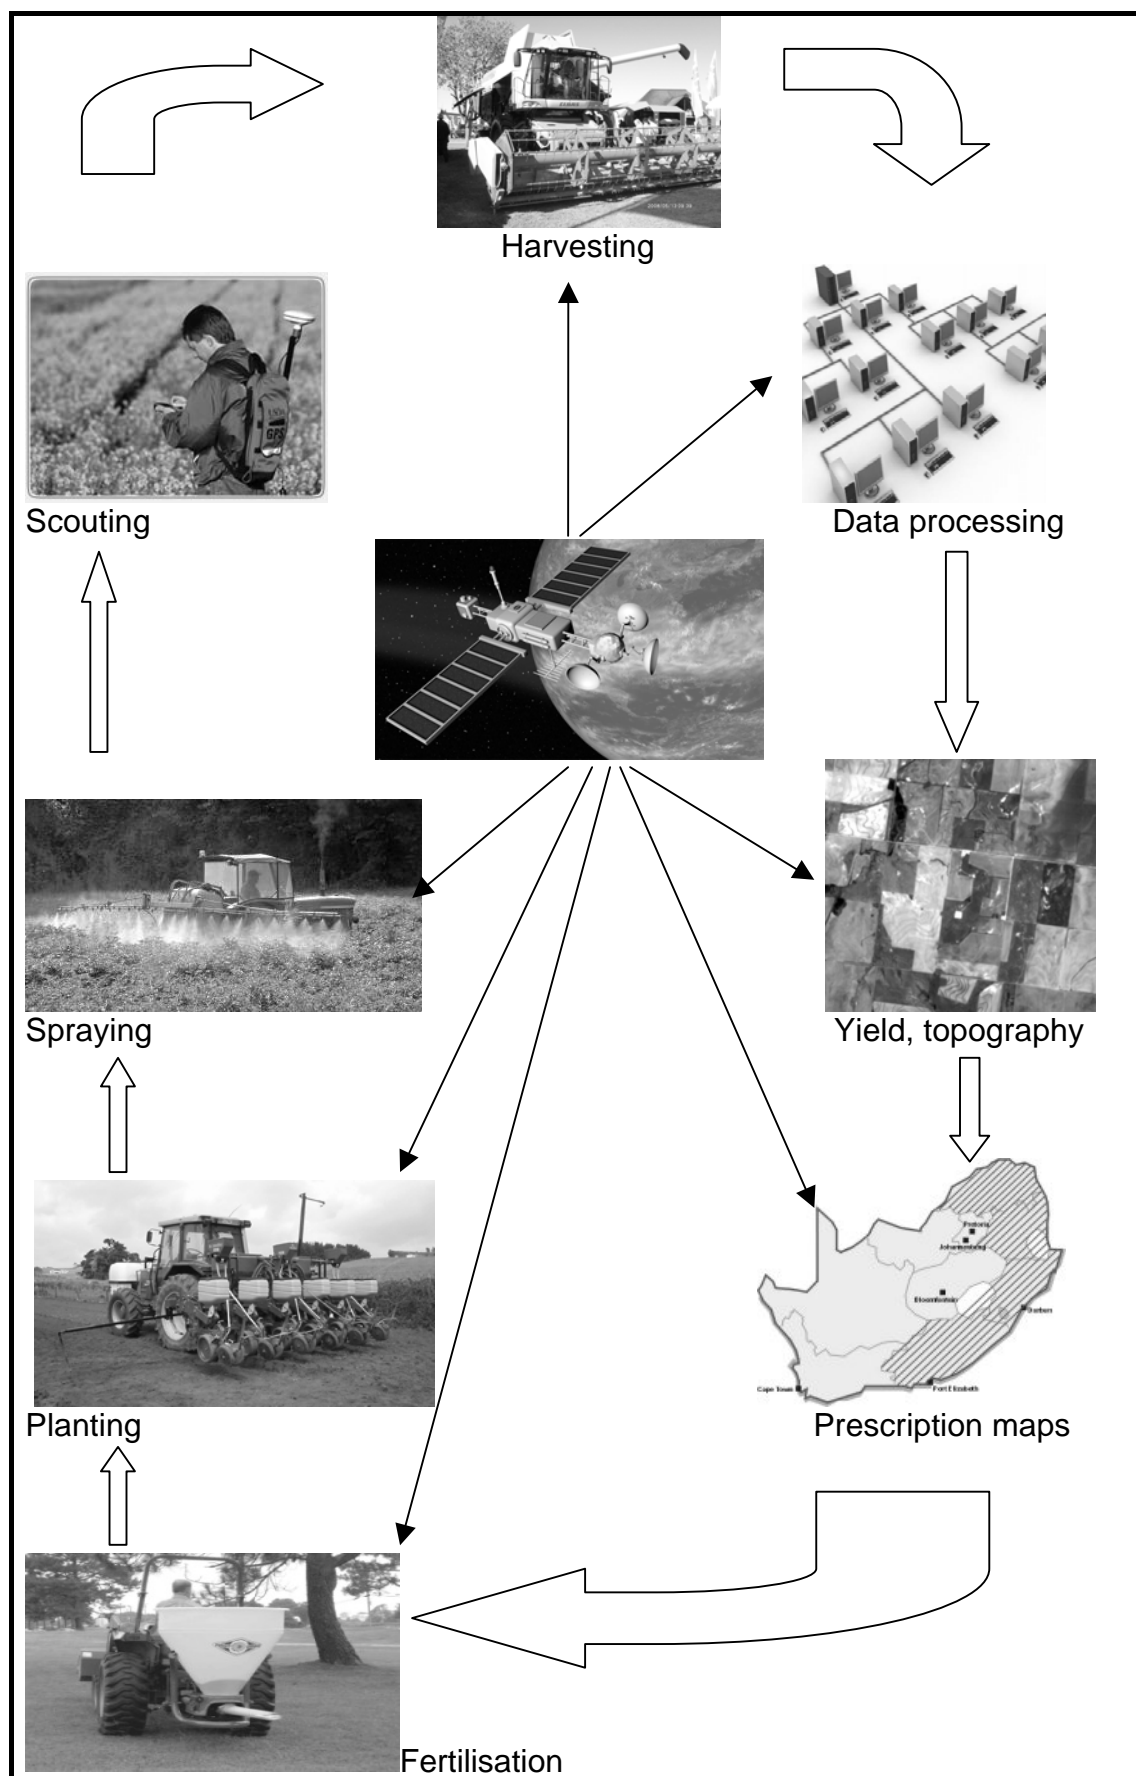 Harvesting
GPS
Scouting
Data processing
Spraying
Yield, topography
Pretoria
Johannesburg
Bloemfontein
Durban
Cape Town
Port Elizabeth
Planting
Prescription maps
Fertilisation